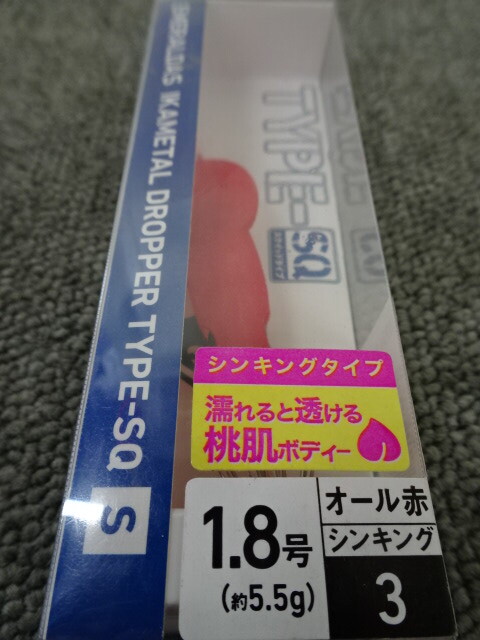 EMERALDAS IKAMETAL DROPPER TYPE-SQ S
TYPE-
SQ
シンキングタイプ
濡れると透ける
桃肌ボディー
1.8号
(約5.5g)
オール赤
シンキング
3